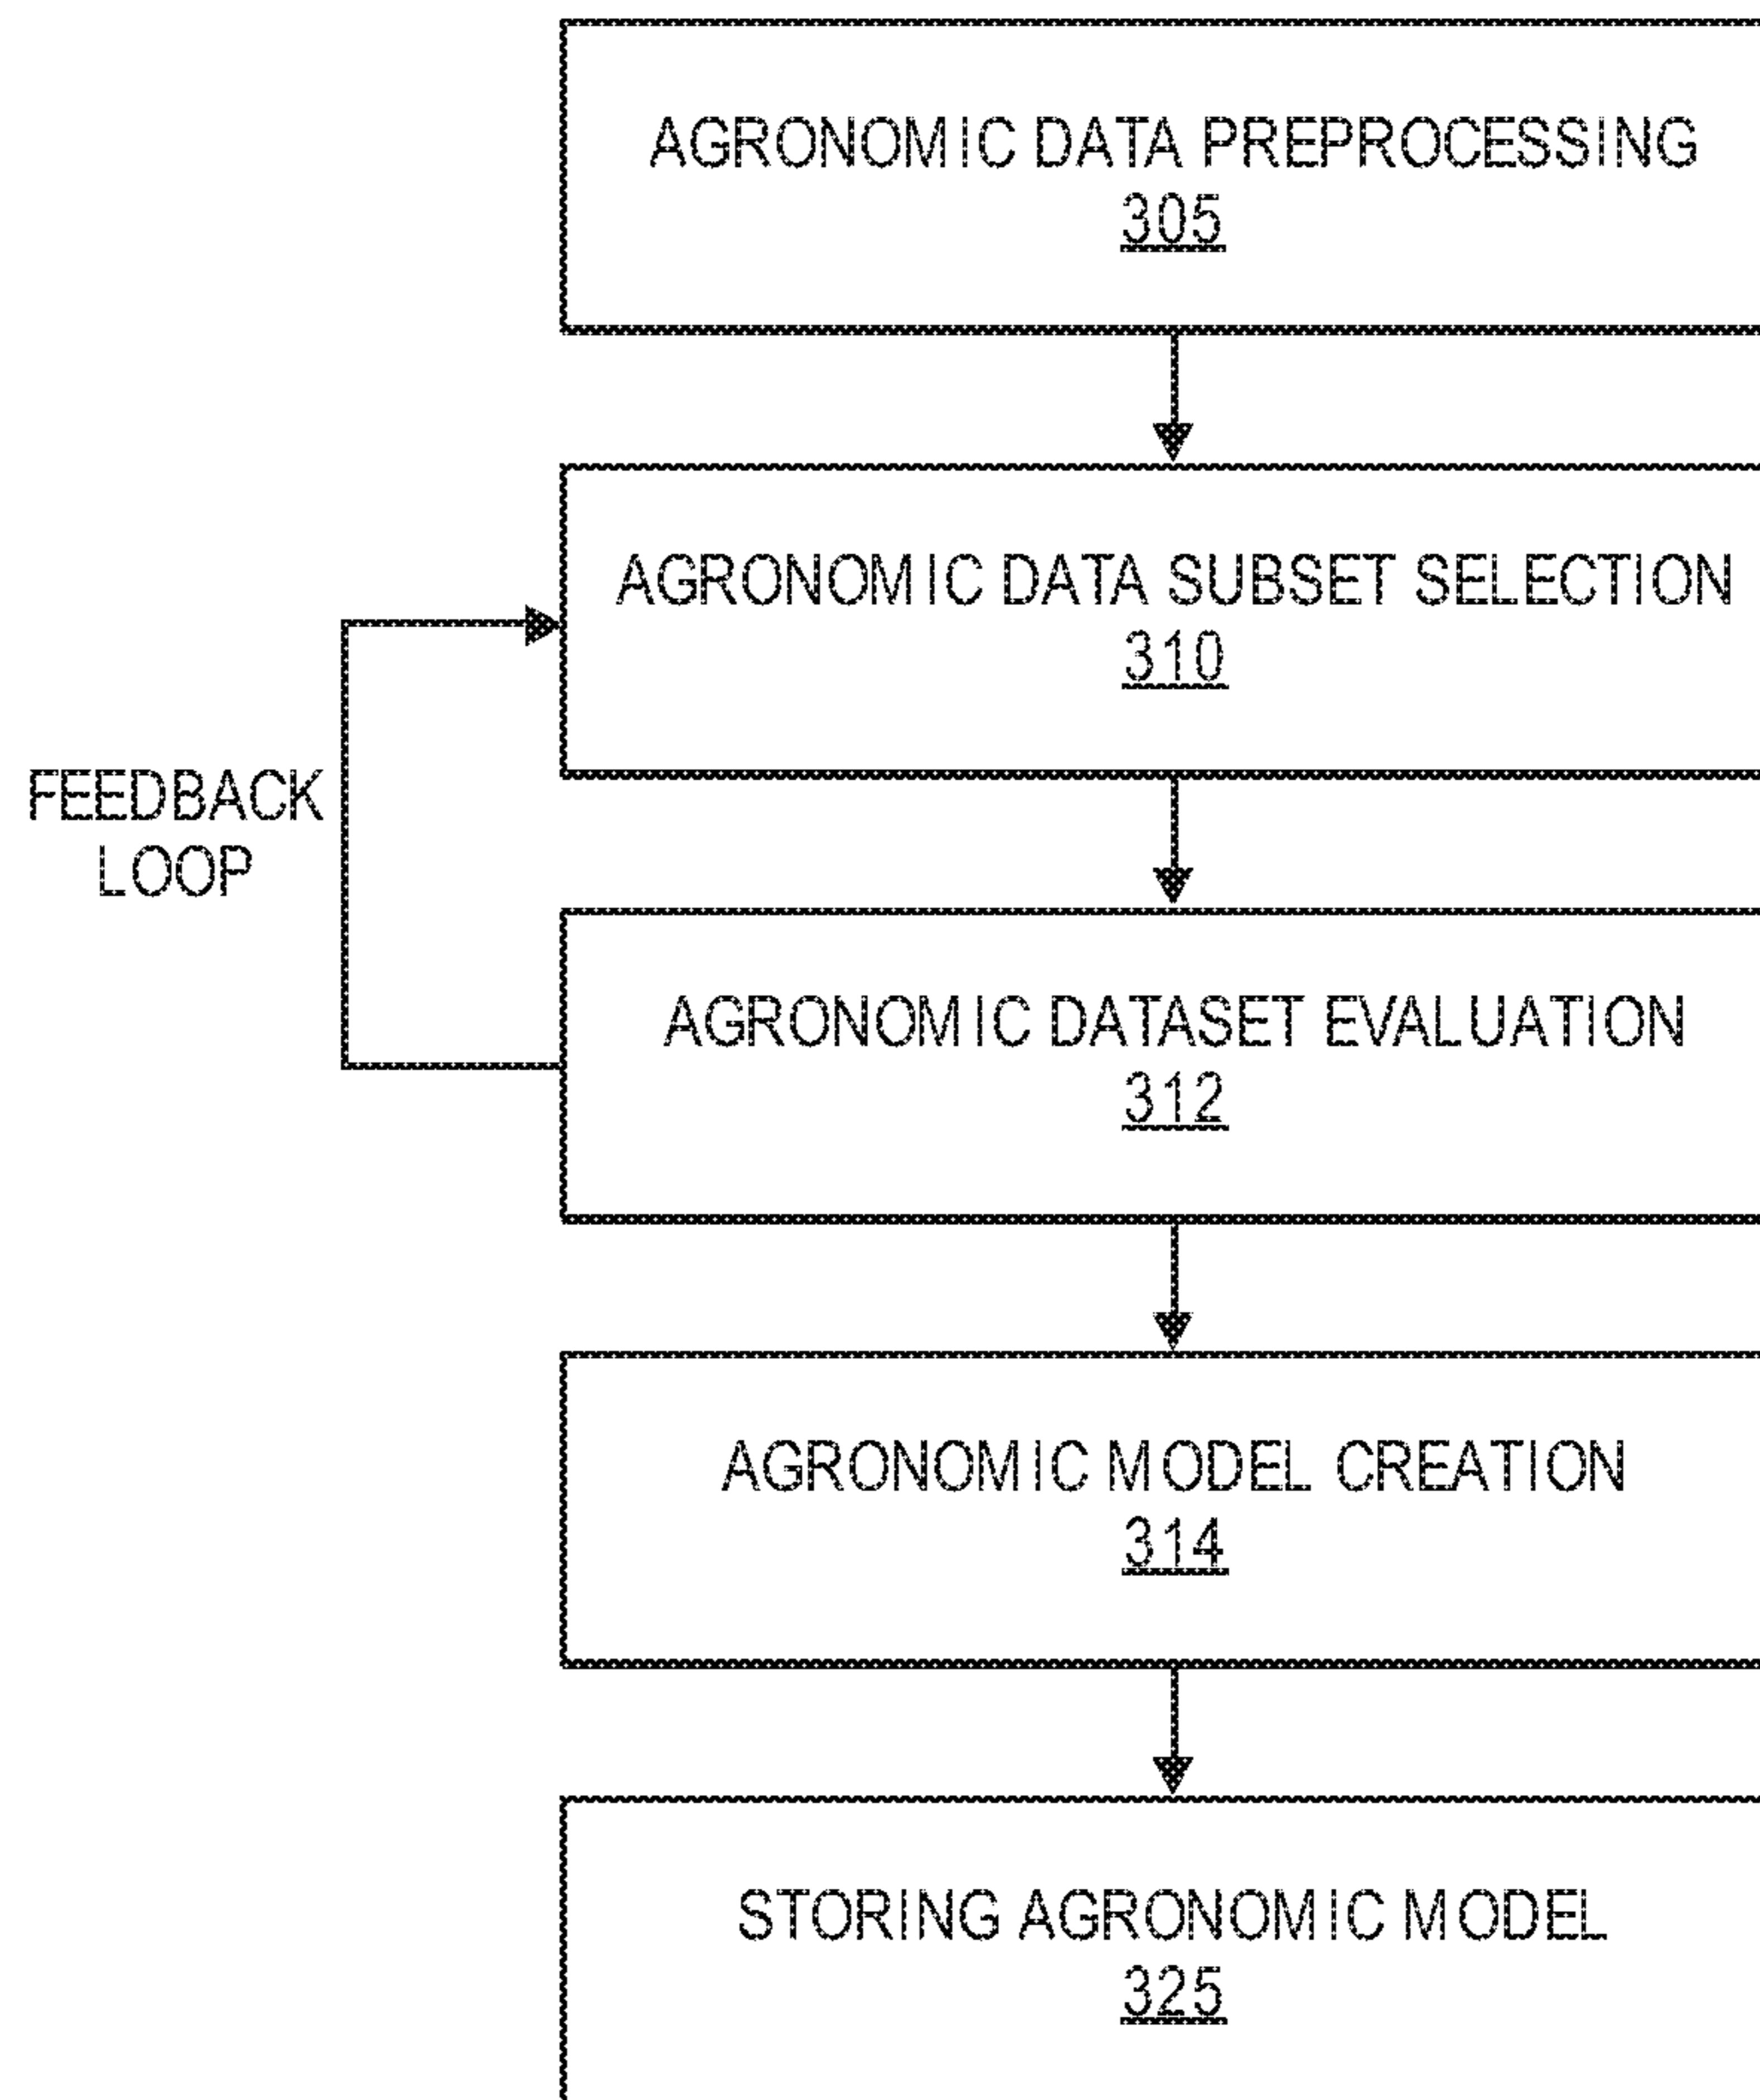 AGRONOMIC DATA PREPROCESSING
305
AGRONOMIC DATA SUBSET SELECTION
310
FEEDBACK
LOOP
AGRONOMIC DATASET EVALUATION
312
AGRONOMIC MODEL CREATION
314
STORING AGRONOMIC MODEL
325